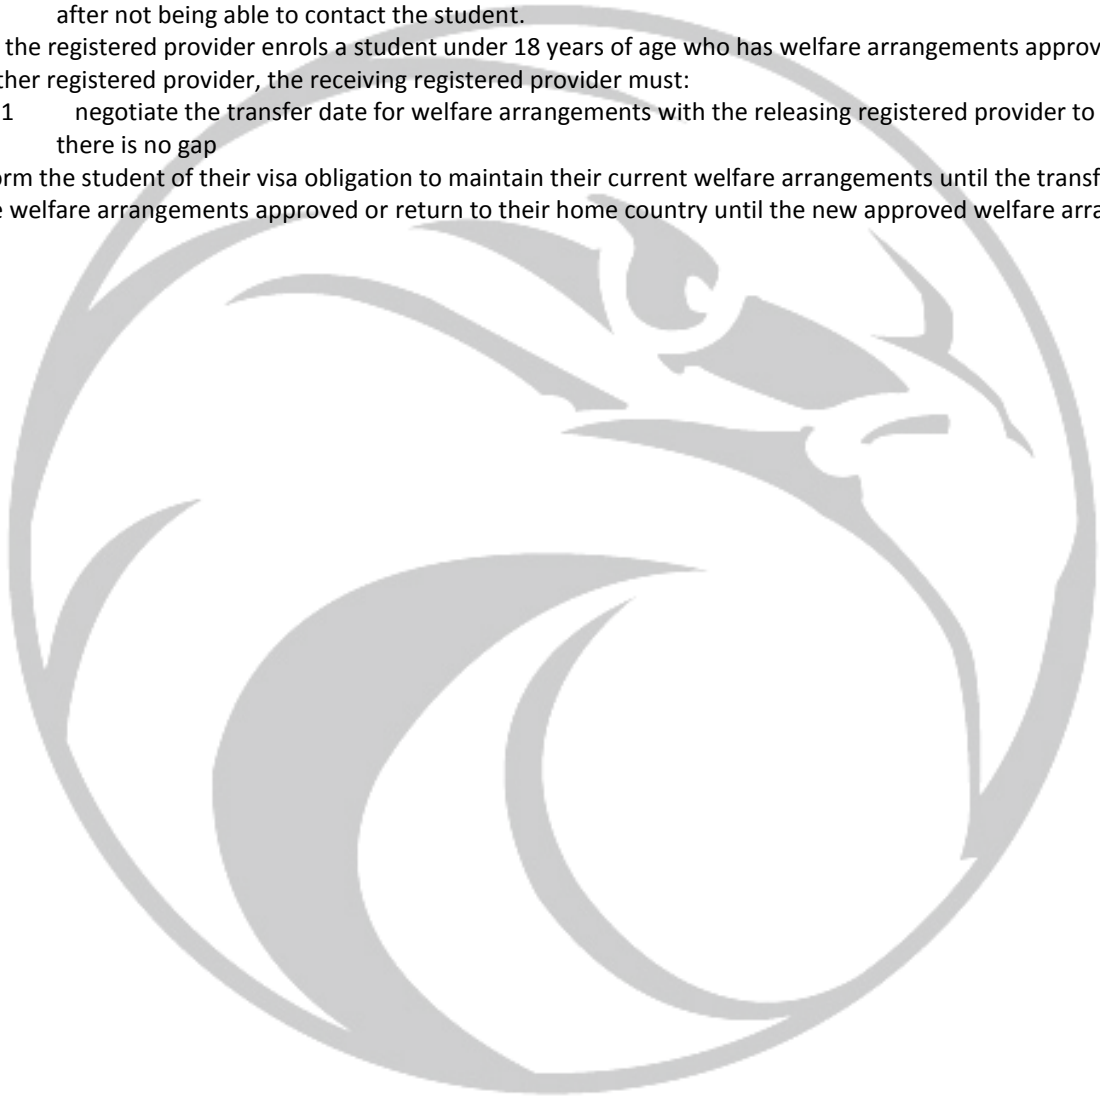 after not being able to contact the student.
the registered provider enrols a student under 18 years of age who has welfare arrangements approv
ther registered provider, the receiving registered provider must:
1 negotiate the transfer date for welfare arrangements with the releasing registered provider to
there is no gap
orm the student of their visa obligation to maintain their current welfare arrangements until the transf
e welfare arrangements approved or return to their home country until the new approved welfare arra